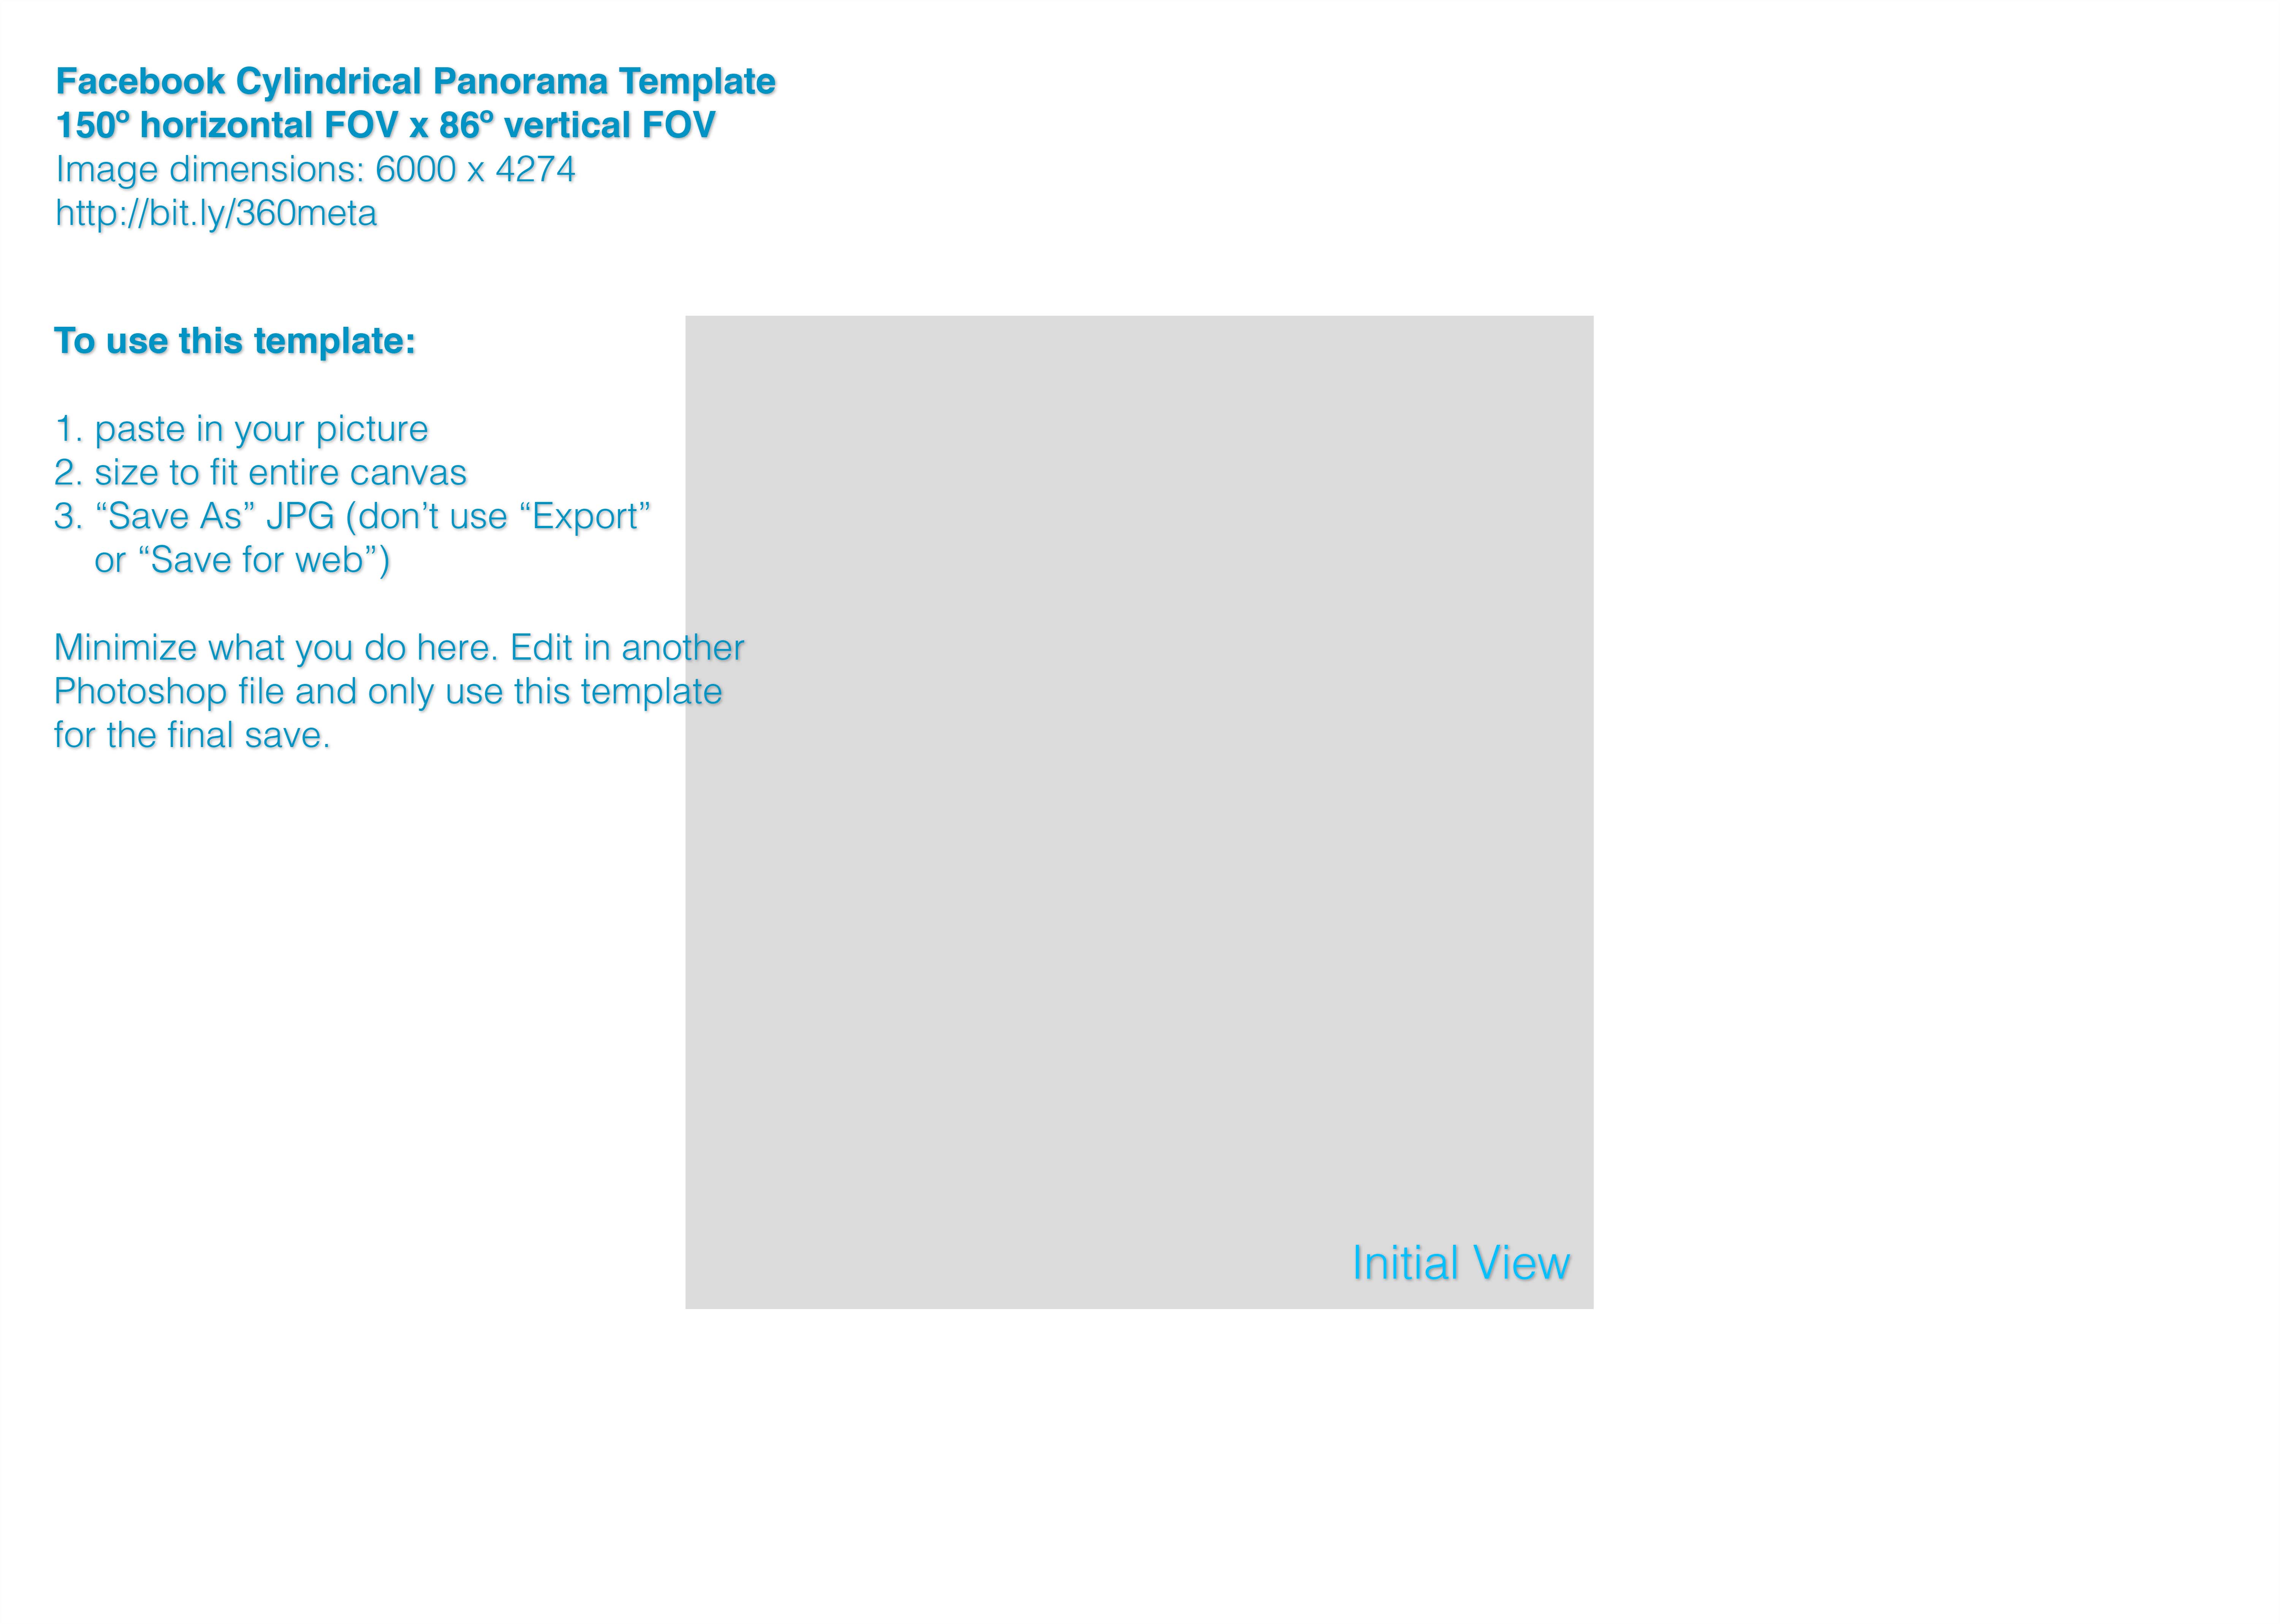 Facebook Cylindrical Panorama Template
150º horizontal FOV x 86º vertical FOV
Image dimensions: 6000 x 4274
http://bit.ly/360meta
To use this template:
1. paste in your picture
2. size to fit entire canvas
3. “Save As” JPG (don’t use “Export”
or “Save for web”)
Minimize what you do here. Edit in another
Photoshop file and only use this template
for the final save.
Initial View